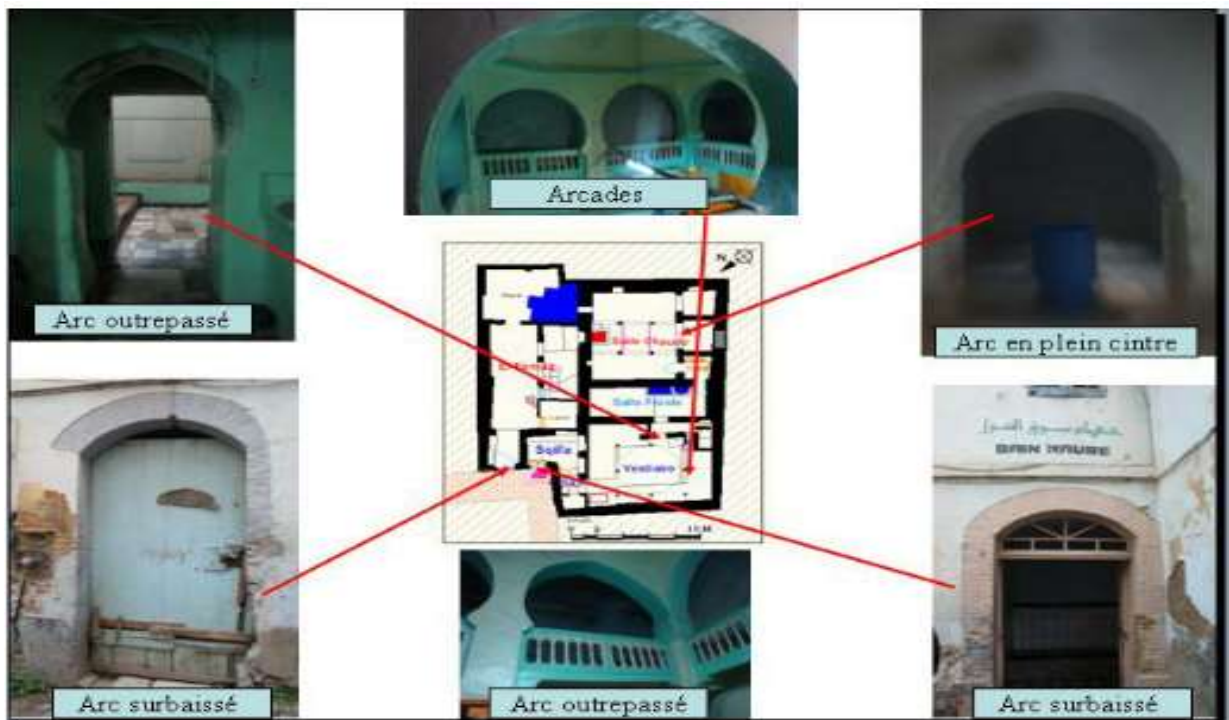 Arcades
Arc outrepassé
Arc en plein cintre
N
Salle Chaude
Salle Froide
Sqifa
Vestiaire
BAIN MAURE
Arc surbaissé
Arc outrepassé
Arc surbaissé